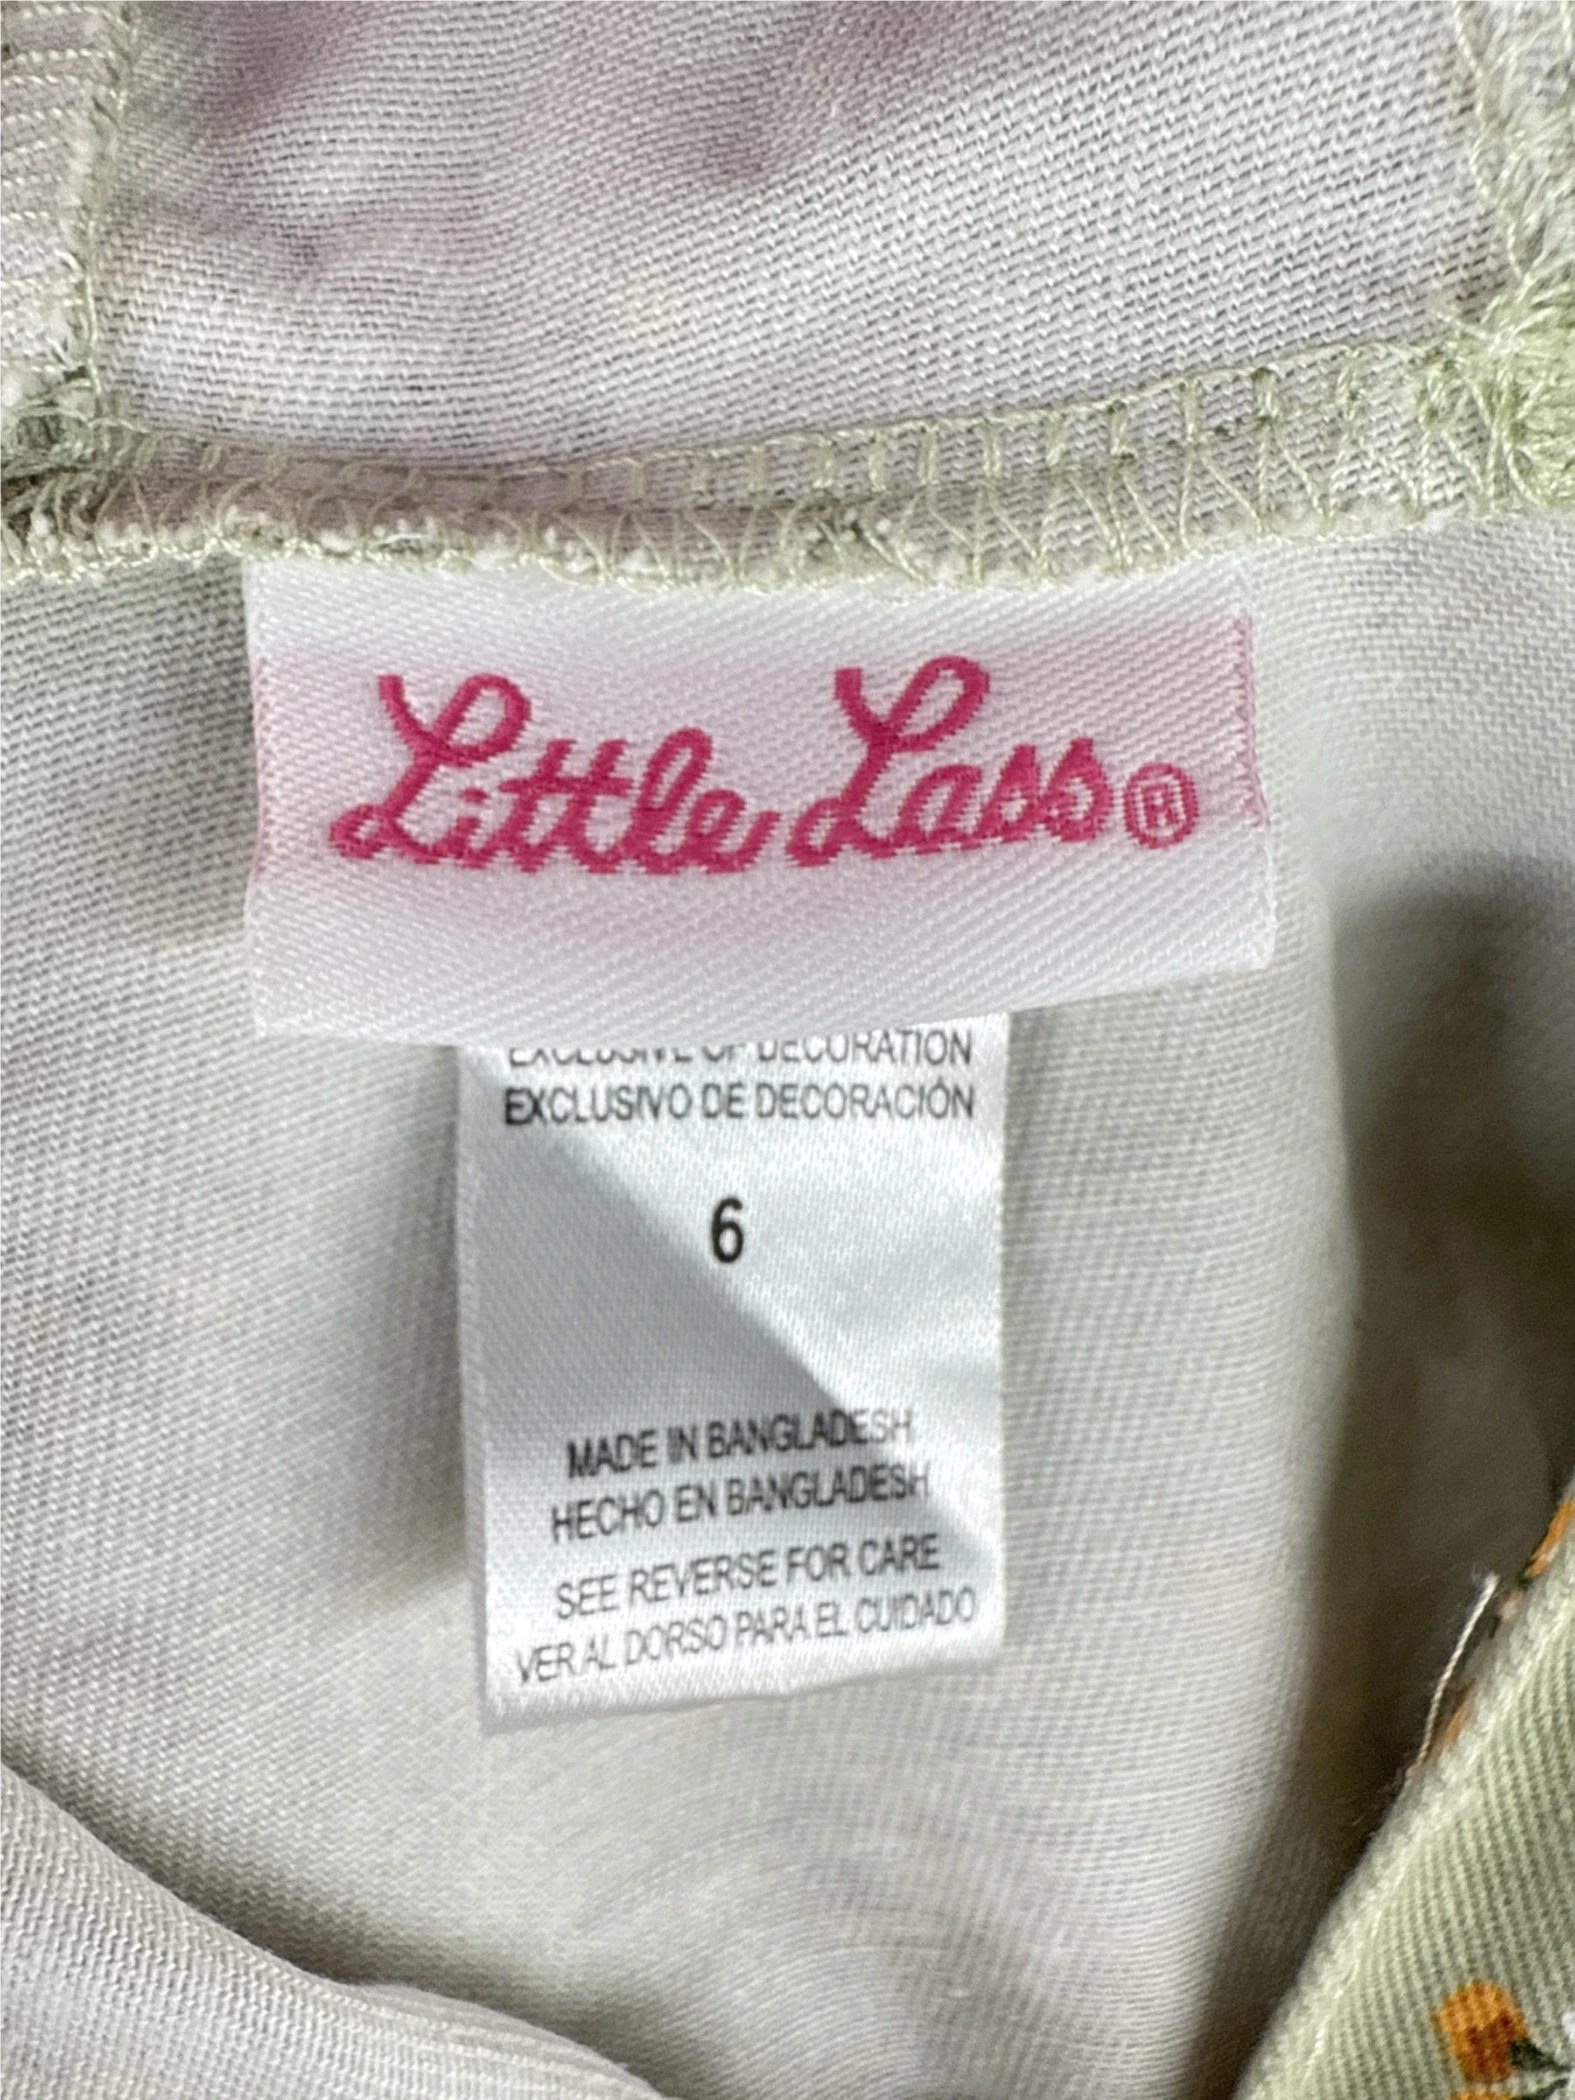 Little Lass®
EXCLUSIVE OF DECORATION
EXCLUSIVO DE DECORACIÓN
6
MADE IN BANGLADESH
HECHO EN BANGLADESH
SEE REVERSE FOR CARE
VER AL DORSO PARA EL CUIDADO